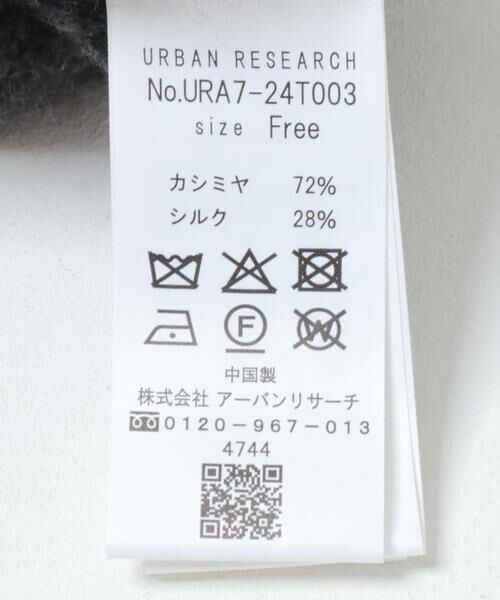 URBAN RESEARCH
No.URA7-24T003
size Free
カシミヤ 72%
シルク 28%
F
W
中国製
株式会社 アーバンリサーチ
0120-967-013
4744